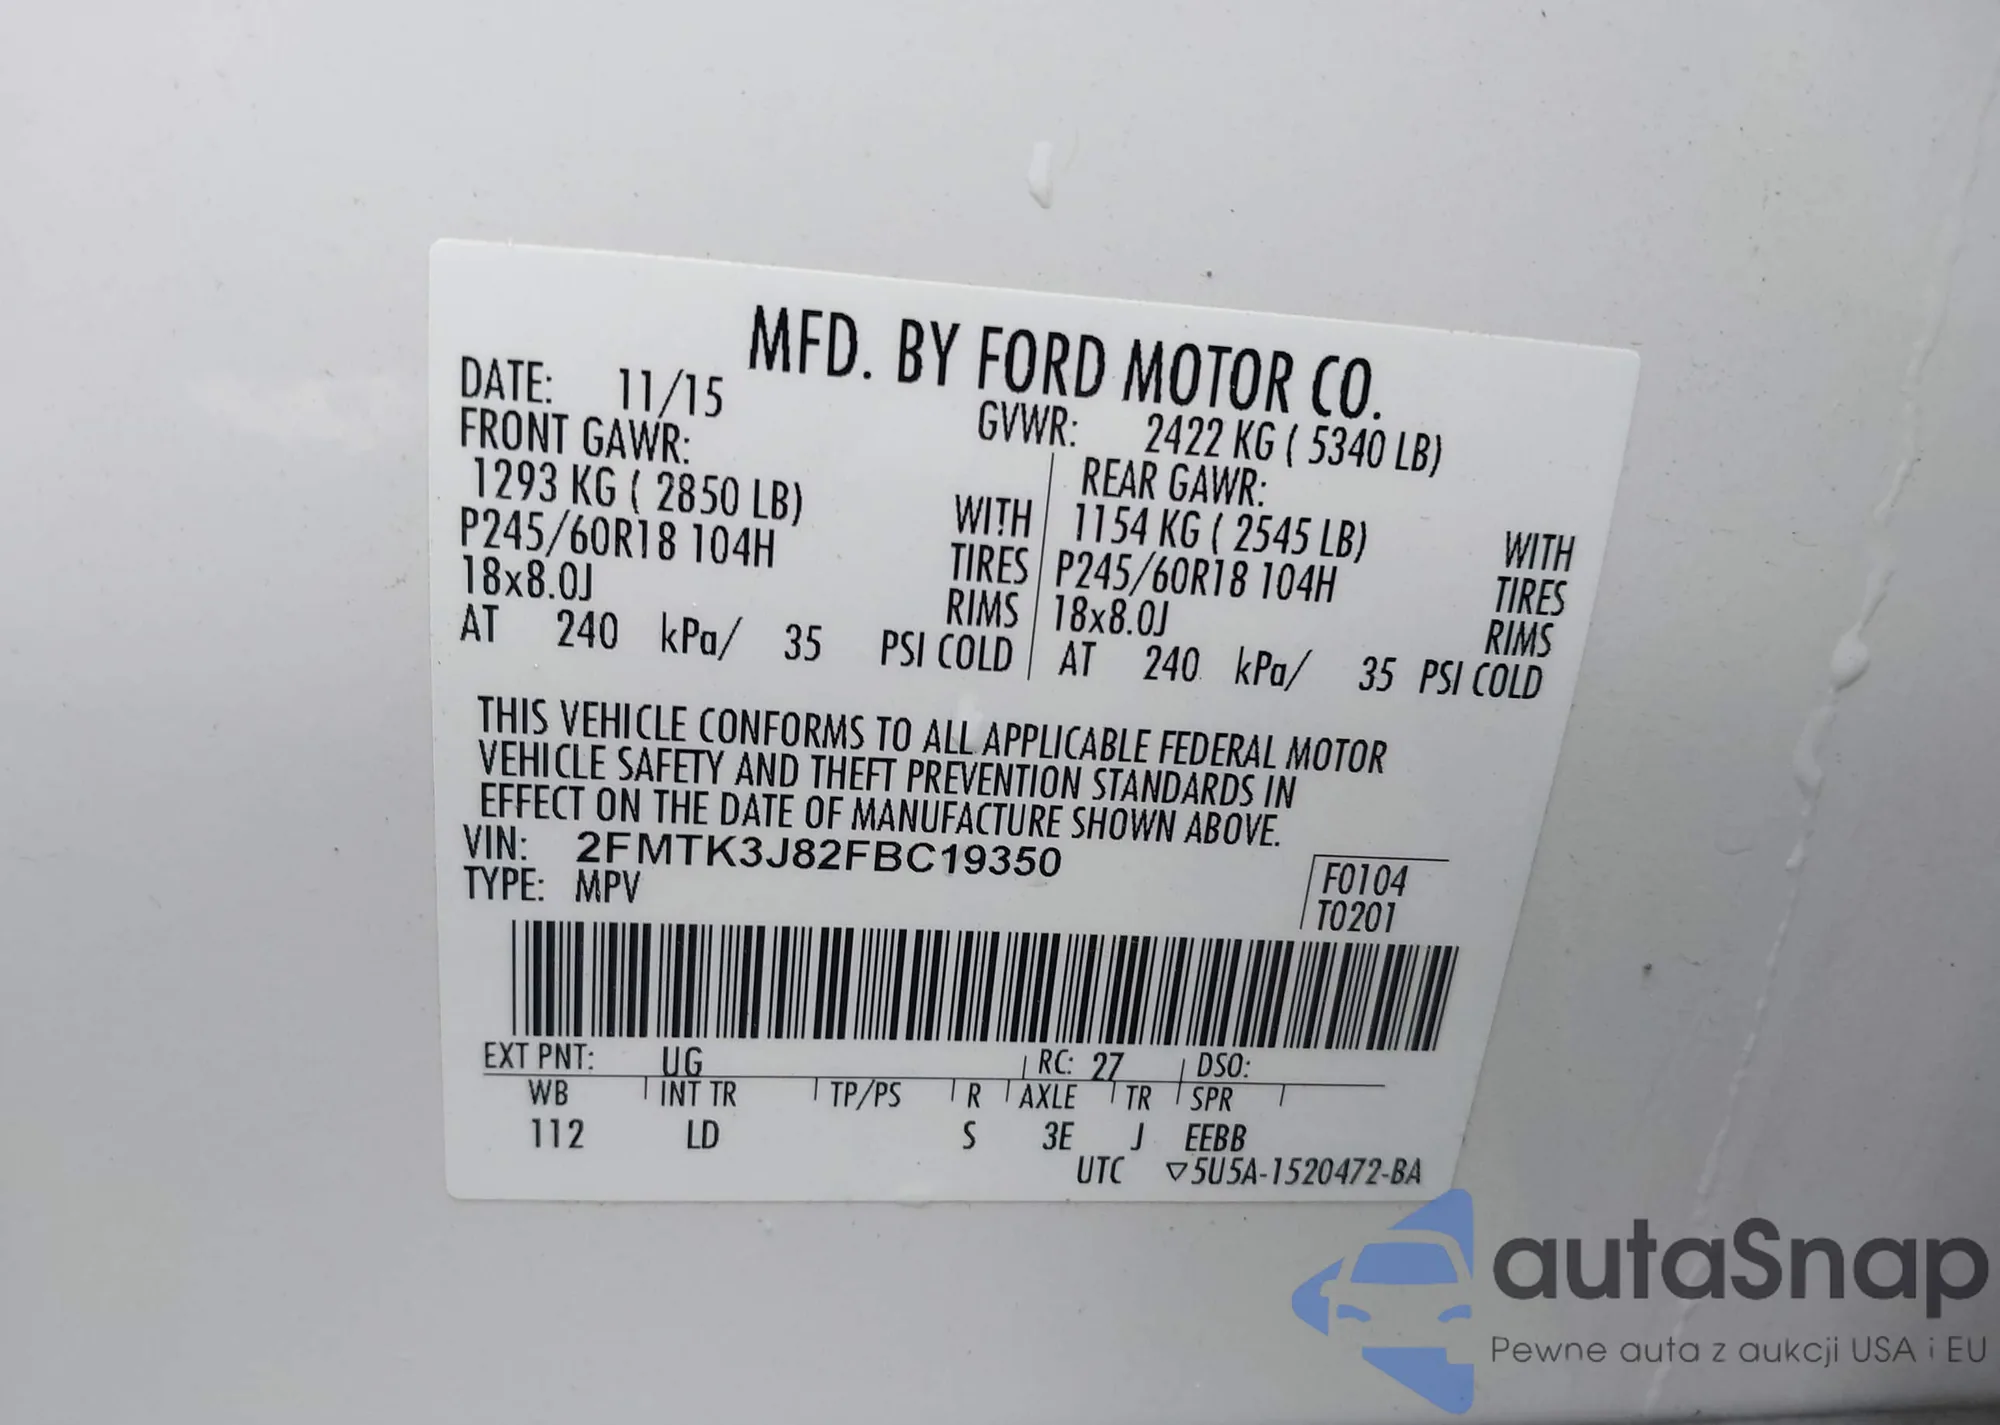 MFD. BY FORD MOTOR CO.
DATE: 11/15 GVWR: 2422 KG ( 5340 LB)
FRONT GAWR: REAR GAWR:
1293 KG ( 2850 LB) WITH 1154 KG ( 2545 LB) WITH
P245/60R18 104H TIRES P245/60R18 104H TIRES
18x8.0J RIMS 18x8.0J RIMS
AT 240 kPa/ 35 PSI COLD AT 240 kPa/ 35 PSI COLD
THIS VEHICLE CONFORMS TO ALL APPLICABLE FEDERAL MOTOR
VEHICLE SAFETY AND THEFT PREVENTION STANDARDS IN
EFFECT ON THE DATE OF MANUFACTURE SHOWN ABOVE.
VIN: 2FMTK3J82FBC19350
TYPE: MPV
F0104
T0201
EXT PNT: UG RC: 27 DSO:
WB INT TR TP/PS R AXLE TR SPR
112 LD S 3E J EEBB
UTC ▽5U5A-1520472-BA
autaSnap
Pewne auta z aukcji USA i EU